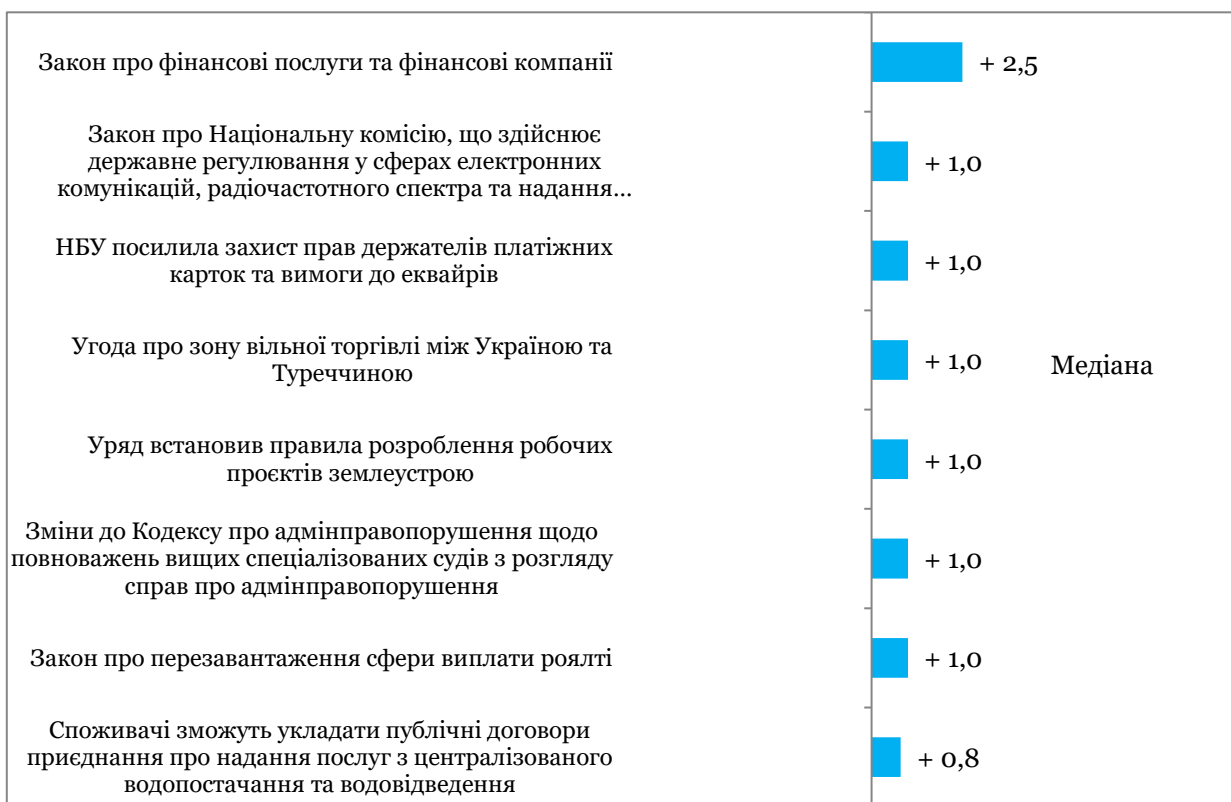 Закон про фінансові послуги та фінансові компанії
+ 2,5
Закон про Національну комісію, що здійснює
державне регулювання у сферах електронних
комунікацій, радіочастотного спектра та надання...
+ 1,0
НБУ посилила захист прав держателів платіжних
карток та вимоги до еквайрів
+ 1,0
Угода про зону вільної торгівлі між Україною та
Туреччиною
+ 1,0
Медіана
Уряд встановив правила розроблення робочих
проєктів землеустрою
+ 1,0
Зміни до Кодексу про адмінправопорушення щодо
повноважень вищих спеціалізованих судів з розгляду
справ про адмінправопорушення
+ 1,0
Закон про перезавантаження сфери виплати роялті
+ 1,0
Споживачі зможуть укладати публічні договори
приєднання про надання послуг з централізованого
водопостачання та водовідведення
+ 0,8